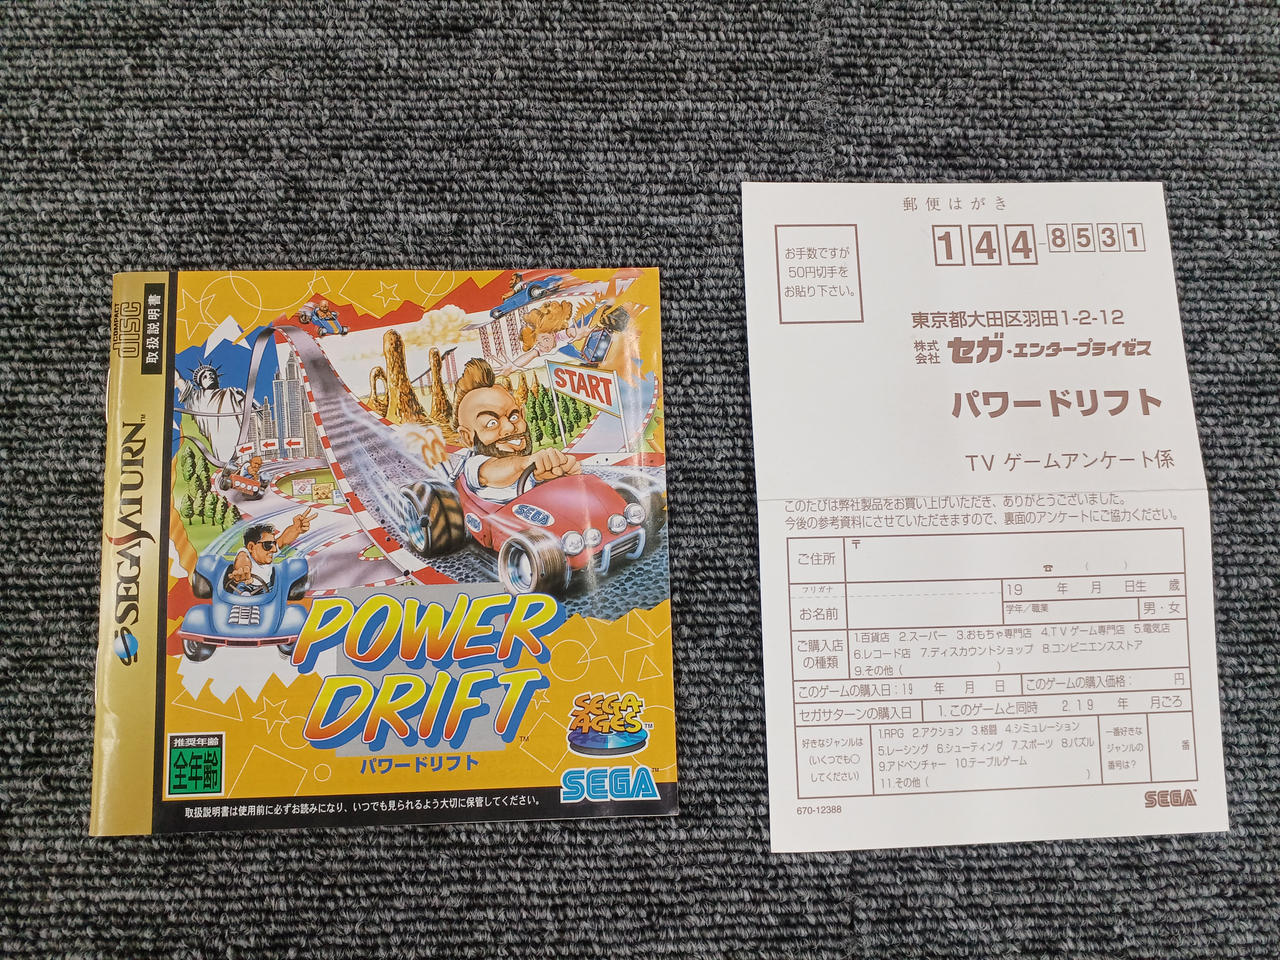 COMPACT
DISC
取扱説明書
SEGA SATURN™
START
SEGA
SEGA
POWER
DRIFT™
パワードリフト
SEGA
AGES™
SEGA™
推奨年齢
全年齢
取扱説明書は使用前に必ずお読みになり、いつでも見られるよう大切に保管してください。
郵便はがき
お手数ですが
50円切手を
お貼り下さい。
144-8531
東京都大田区羽田1-2-12
株式会社 セガ・エンタープライゼス
パワードリフト
TV ゲームアンケート係
このたびは弊社製品をお買い上げいただき、ありがとうございました。
今後の参考資料にさせていただきますので、裏面のアンケートにご協力ください。
ご住所 〒
☎ ( )
フリガナ
お名前
19 年 月 日生 歳
学年/職業
男・女
ご購入店の種類
1.百貨店 2.スーパー 3.おもちゃ専門店 4.TVゲーム専門店 5.電気店
6.レコード店 7.ディスカウントショップ 8.コンビニエンスストア
9.その他( )
このゲームの購入日:19 年 月 日 このゲームの購入価格: 円
セガサターンの購入日 1.このゲームと同時 2.19 年 月ごろ
好きなジャンルは
(いくつでも○
してください)
1.RPG 2.アクション 3.格闘 4.シミュレーション
5.レーシング 6.シューティング 7.スポーツ 8.パズル
9.アドベンチャー 10.テーブルゲーム
11.その他( )
一番好きな
ジャンルの
番号は?
番
670-12388
SEGA™